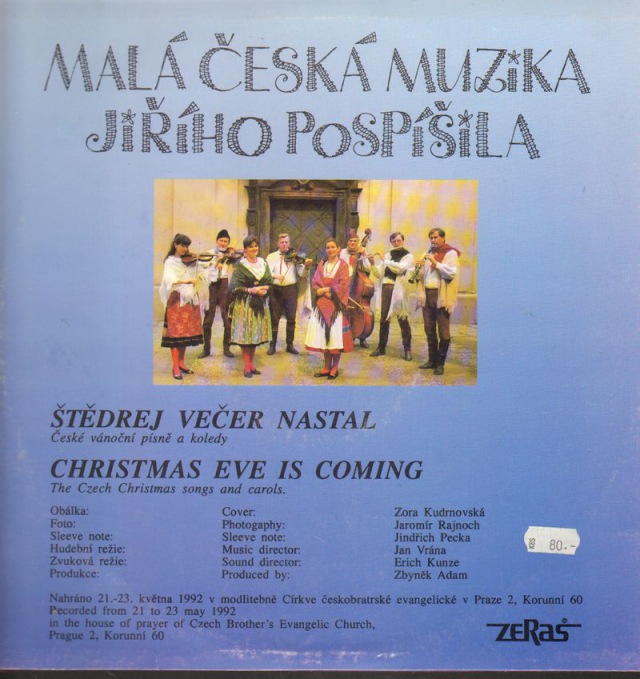 MALÁ ČESKÁ MUZiKA
JiŘÍHO PoSPÍŠiLA
ŠTĚDREJ VEČER NASTAL
České vánoční písně a koledy
CHRISTMAS EVE IS COMING
The Czech Christmas songs and carols.
Obálka: Cover: Zora Kudrnovská
Foto: Photogaphy: Jaromír Rajnoch
Sleeve note: Sleeve note: Jindřich Pecka
Hudební režie: Music director: Jan Vrána
Zvuková režie: Sound director: Erich Kunze
Produkce: Produced by: Zbyněk Adam
80.-
Nahráno 21.-23. května 1992 v modlitebně Církve českobratrské evangelické v Praze 2, Korunní 60
Pecorded from 21 to 23 may 1992
in the house of prayer of Czech Brother's Evangelic Church,
Prague 2, Korunní 60
ZERAS